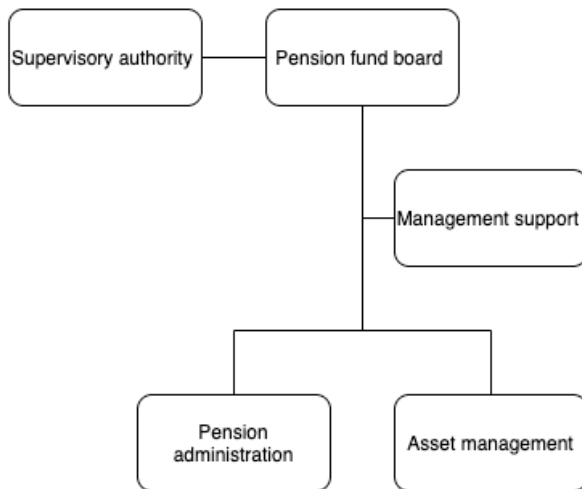 Supervisory authority
Pension fund board
Management support
Pension
administration
Asset management